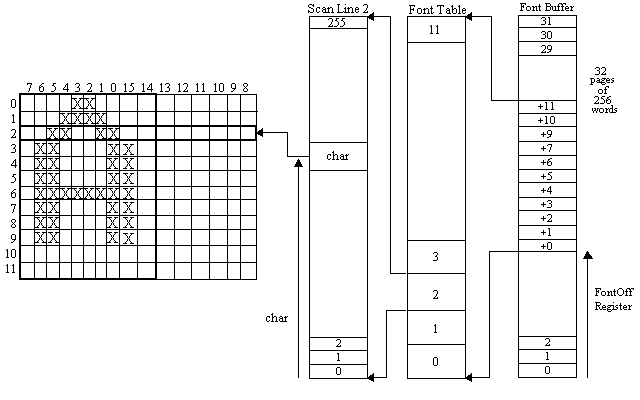 7 6 5 4 3 2 1 0 15 14 13 12 11 10 9 8
0 XX
1 XXXX
2 XX XX
3 XX XX
4 XX XX
5 XX XX
6 XXXXXXXX
7 XX XX
8 XX XX
9 XX XX
10
11
char
Scan Line 2
255
char
2
1
0
Font Table
11
3
2
1
0
Font Buffer
31
30
29
+11
+10
+9
+7
+6
+5
+4
+3
+2
+1
+0
2
1
0
32
pages
of
256
words
FontOff
Register